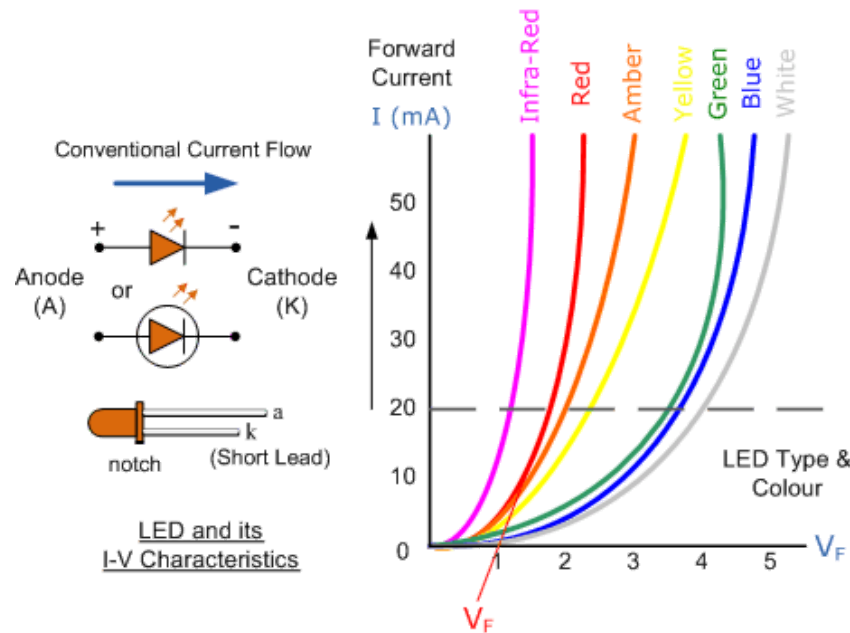 Conventional Current Flow
+
-
Anode
(A)
or
Cathode
(K)
a
k
notch
(Short Lead)
LED and its
I-V Characteristics
Forward
Current
I (mA)
Infra-Red
Red
Amber
Yellow
Green
Blue
White
50
40
30
20
10
0
1
2
3
4
5
LED Type &
Colour
VF
VF